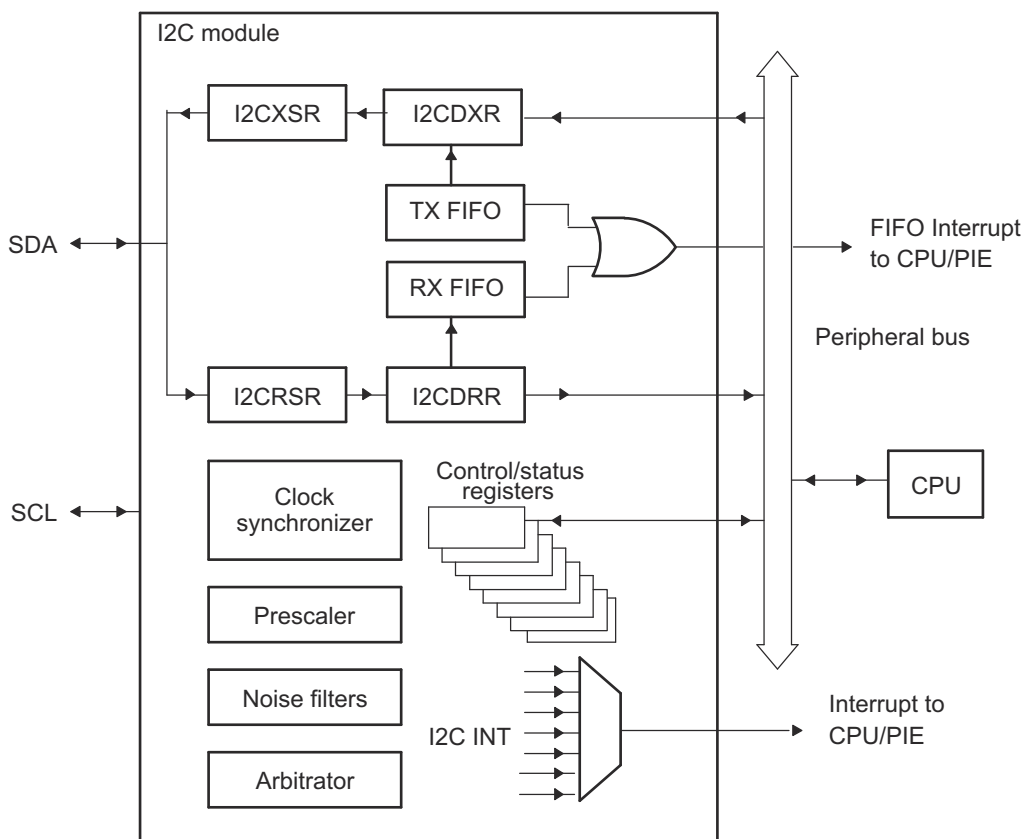 I2C module
I2CXSR
I2CDXR
TX FIFO
SDA
FIFO Interrupt
to CPU/PIE
RX FIFO
Peripheral bus
I2CRSR
I2CDRR
Control/status
registers
Clock
synchronizer
SCL
CPU
Prescaler
Noise filters
I2C INT
Interrupt to
CPU/PIE
Arbitrator